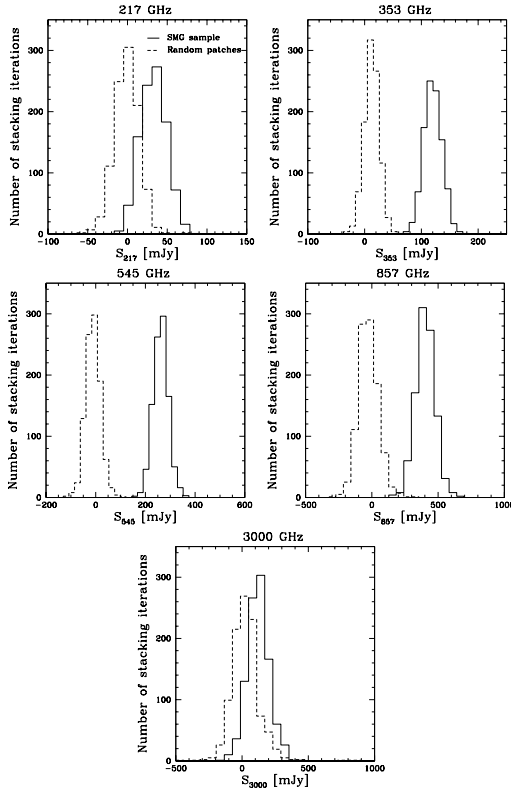 217 GHz
353 GHz
SMG sample
Random patches
Number of stacking iterations
300
200
100
0
-100
-50
0
50
100
150
S217 [mJy]
Number of stacking iterations
300
200
100
0
-100
0
100
200
S353 [mJy]
545 GHz
857 GHz
Number of stacking iterations
300
200
100
0
-200
0
200
400
600
S545 [mJy]
Number of stacking iterations
300
200
100
0
-500
0
500
1000
S857 [mJy]
3000 GHz
Number of stacking iterations
300
200
100
0
-500
0
500
1000
S3000 [mJy]